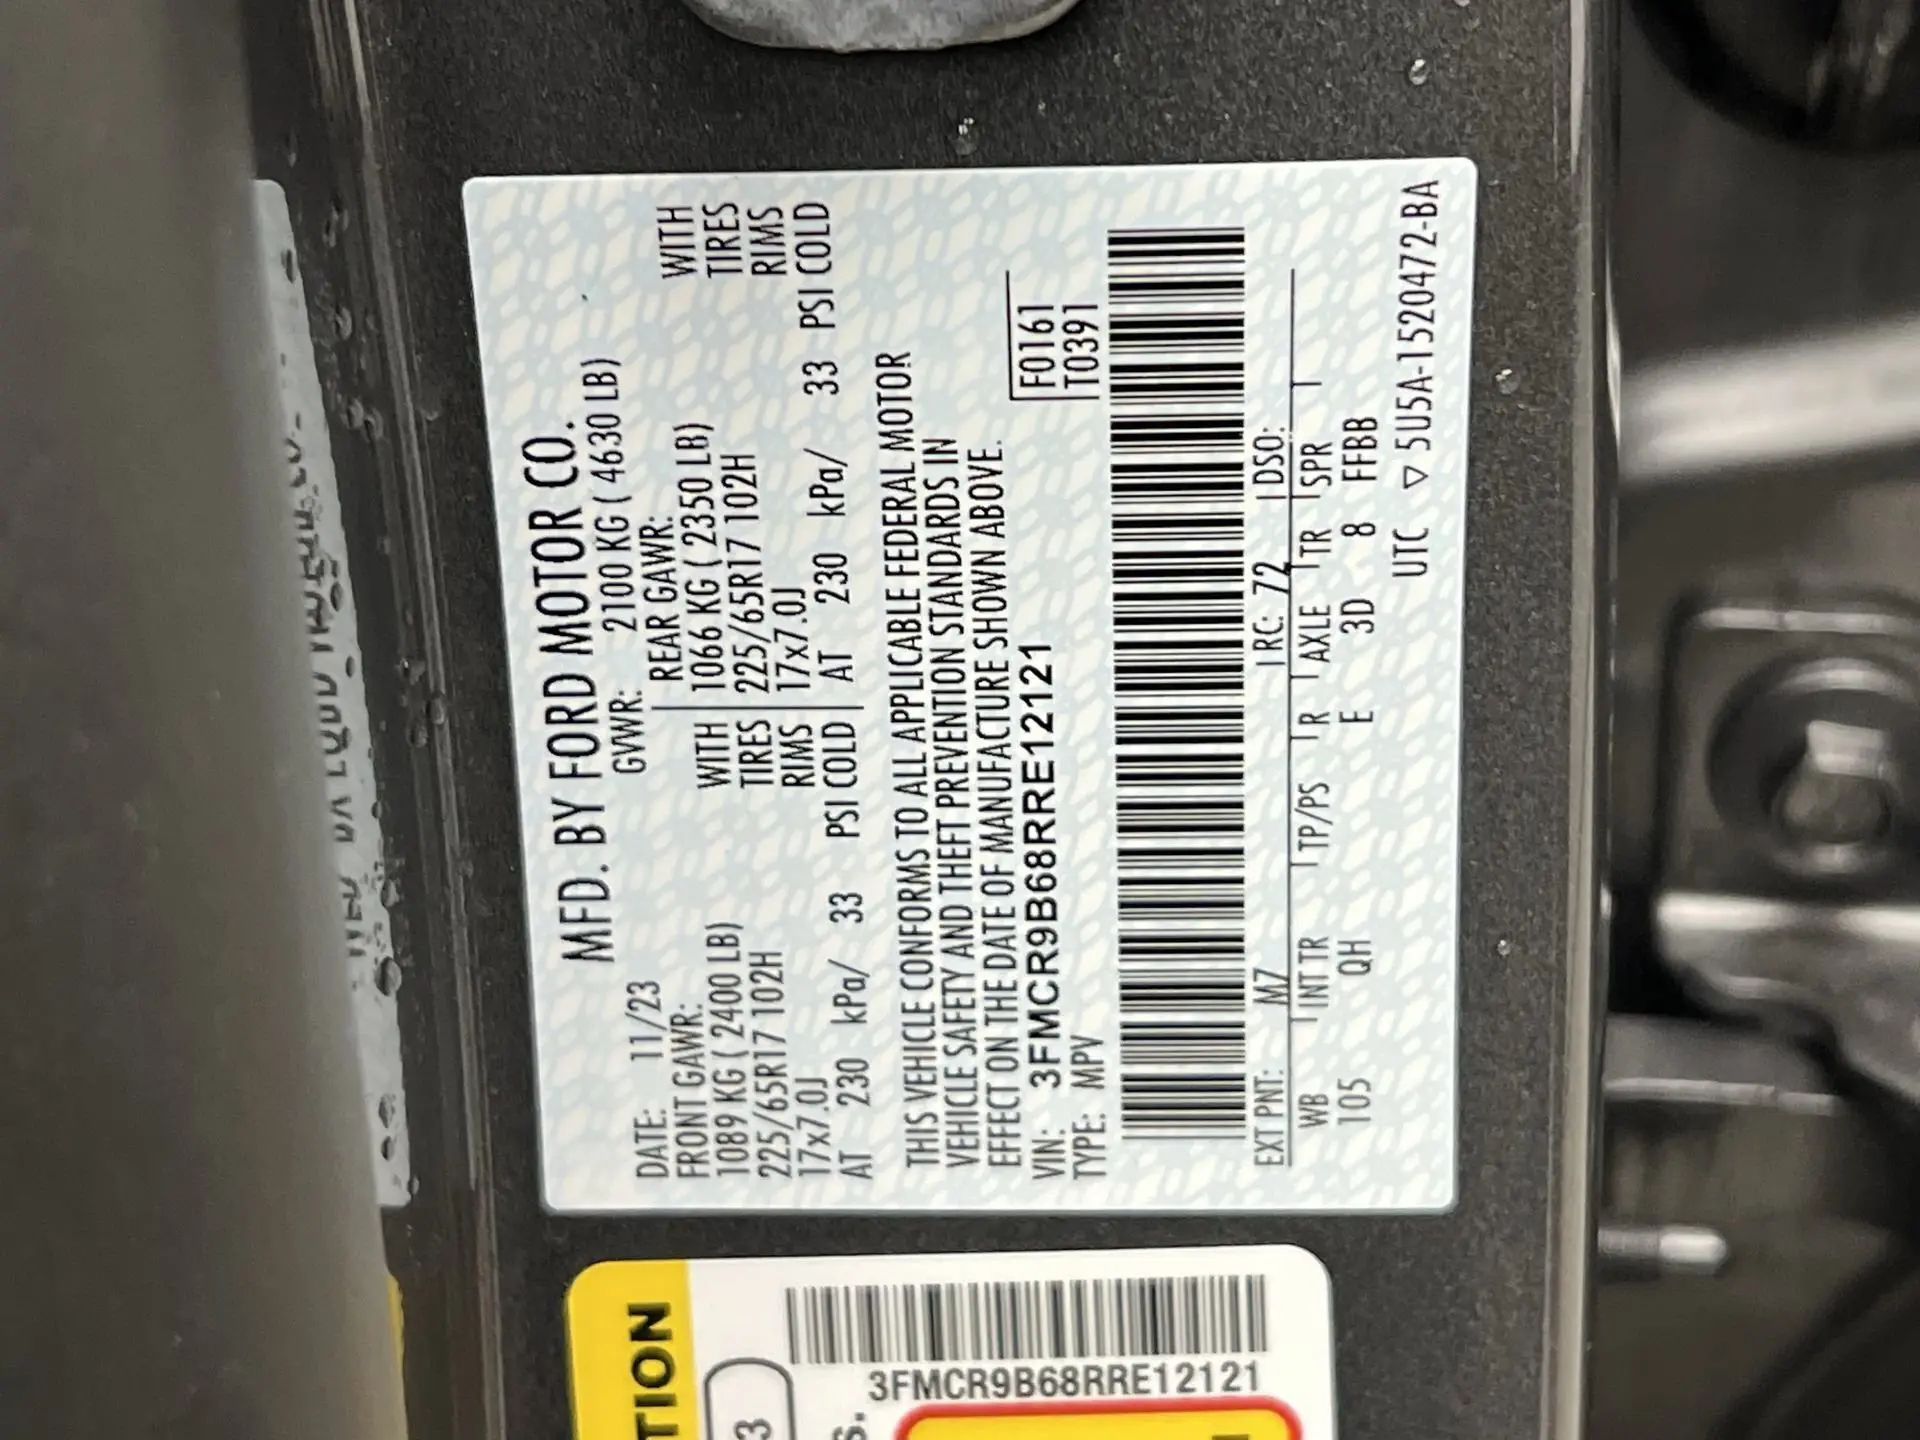 MFD. BY FORD MOTOR CO.
DATE: 11/23 GVWR: 2100 KG ( 4630 LB)
FRONT GAWR: REAR GAWR:
1089 KG ( 2400 LB) WITH 1066 KG ( 2350 LB) WITH
225/65R17 102H TIRES 225/65R17 102H TIRES
17x7.0J RIMS 17x7.0J RIMS
AT 230 kPa/ 33 PSI COLD AT 230 kPa/ 33 PSI COLD
THIS VEHICLE CONFORMS TO ALL APPLICABLE FEDERAL MOTOR
VEHICLE SAFETY AND THEFT PREVENTION STANDARDS IN
EFFECT ON THE DATE OF MANUFACTURE SHOWN ABOVE.
VIN: 3FMCR9B68RRE12121 F0161
TYPE: MPV T0391
EXT PNT: MZ RC: 72 DSO:
WB INT TR TP/PS R AXLE TR SPR
105 QH E 3D 8 FFBB
UTC ▽ 5U5A-1520472-BA
TION
3
3FMCR9B68RRE12121
S.